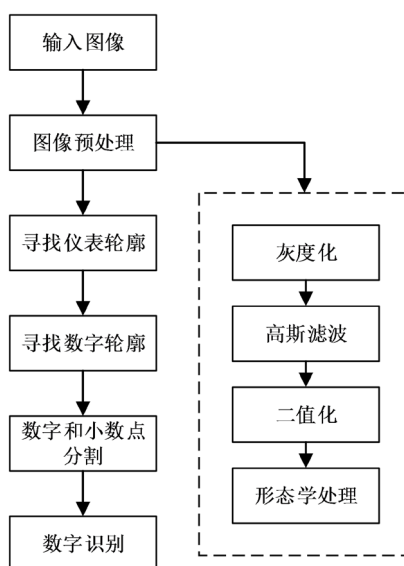 输入图像
图像预处理
寻找仪表轮廓
寻找数字轮廓
数字和小数点
分割
数字识别
灰度化
高斯滤波
二值化
形态学处理